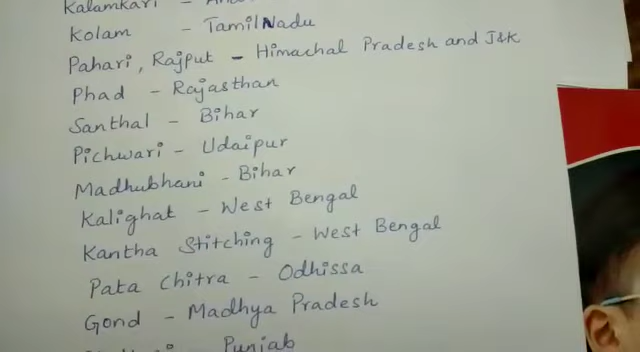 Kalamkari -
Kolam - TamilNadu
Pahari, Rajput - Himachal Pradesh and J&K
Phad - Rajasthan
Santhal - Bihar
Pichwari - Udaipur
Madhubhani - Bihar
Kalighat - West Bengal
Kantha Stitching - West Bengal
Pata Chitra - Odhissa
Gond - Madhya Pradesh
Punjab